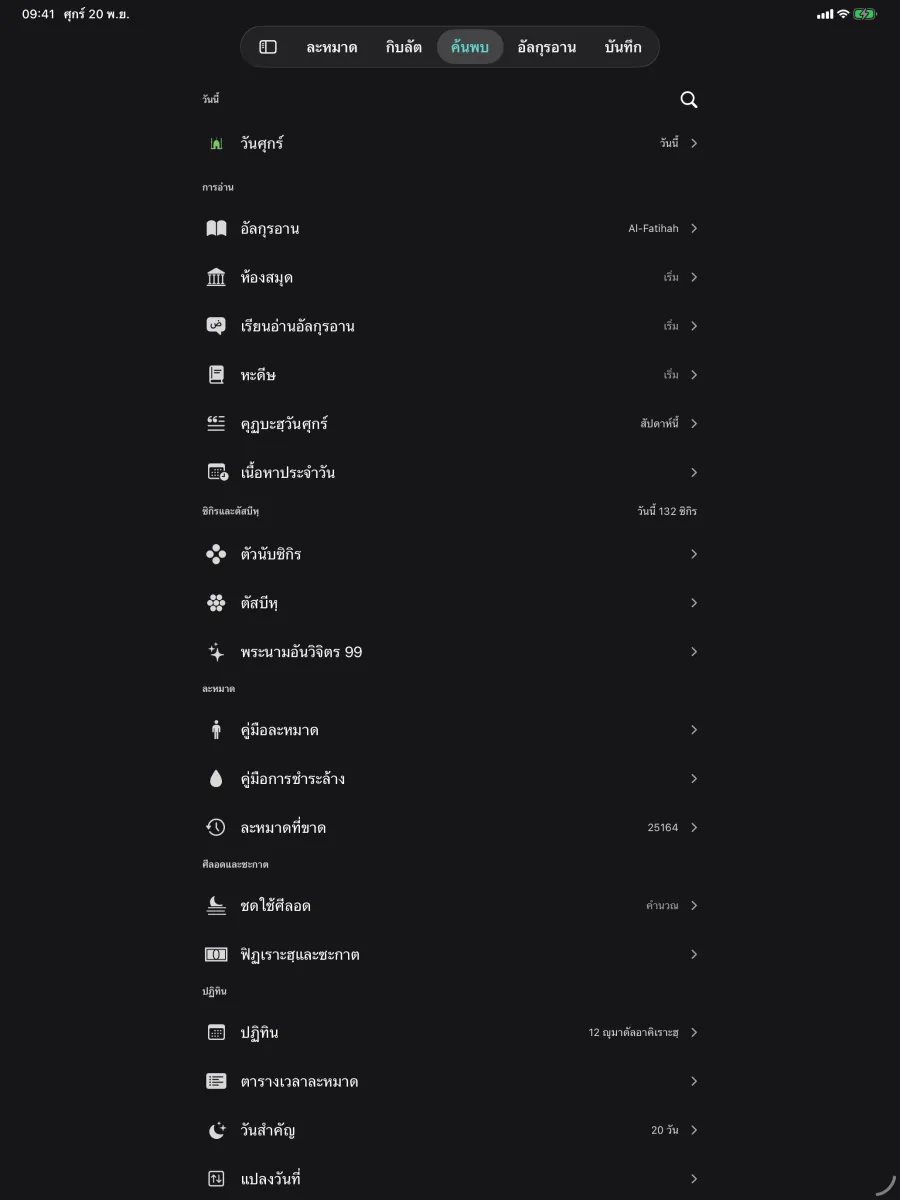 09:41 ศุกร์ 20 พ.ย.
ละหมาด กิบลัต ค้นพบ อัลกุรอาน บันทึก
วันนี้
วันศุกร์ วันนี้
การอ่าน
อัลกุรอาน Al-Fatihah
ห้องสมุด เริ่ม
เรียนอ่านอัลกุรอาน เริ่ม
หะดีษ เริ่ม
คุฏบะฮฺวันศุกร์ สัปดาห์นี้
เนื้อหาประจำวัน
ซิกิรและตัสบีหฺ วันนี้ 132 ซิกิร
ตัวนับซิกิร
ตัสบีหฺ
พระนามอันวิจิตร 99
ละหมาด
คู่มือละหมาด
คู่มือการชำระล้าง
ละหมาดที่ขาด 25164
ศีลอดและซะกาต
ชดใช้ศีลอด คำนวณ
ฟิฏเราะฮฺและซะกาต
ปฏิทิน
ปฏิทิน 12 ญุมาดัลอาคิเราะฮฺ
ตารางเวลาละหมาด
วันสำคัญ 20 วัน
แปลงวันที่